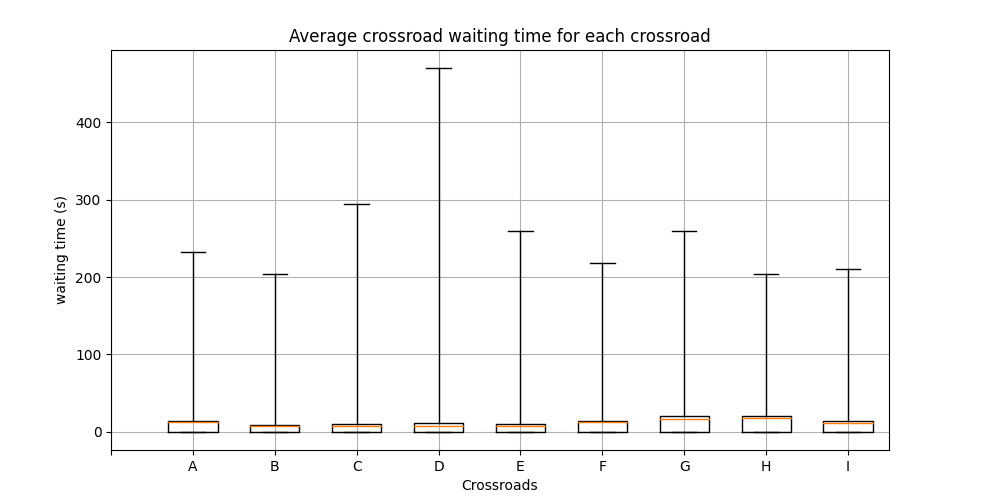 Average crossroad waiting time for each crossroad
waiting time (s)
400
300
200
100
0
A B C D E F G H I
Crossroads